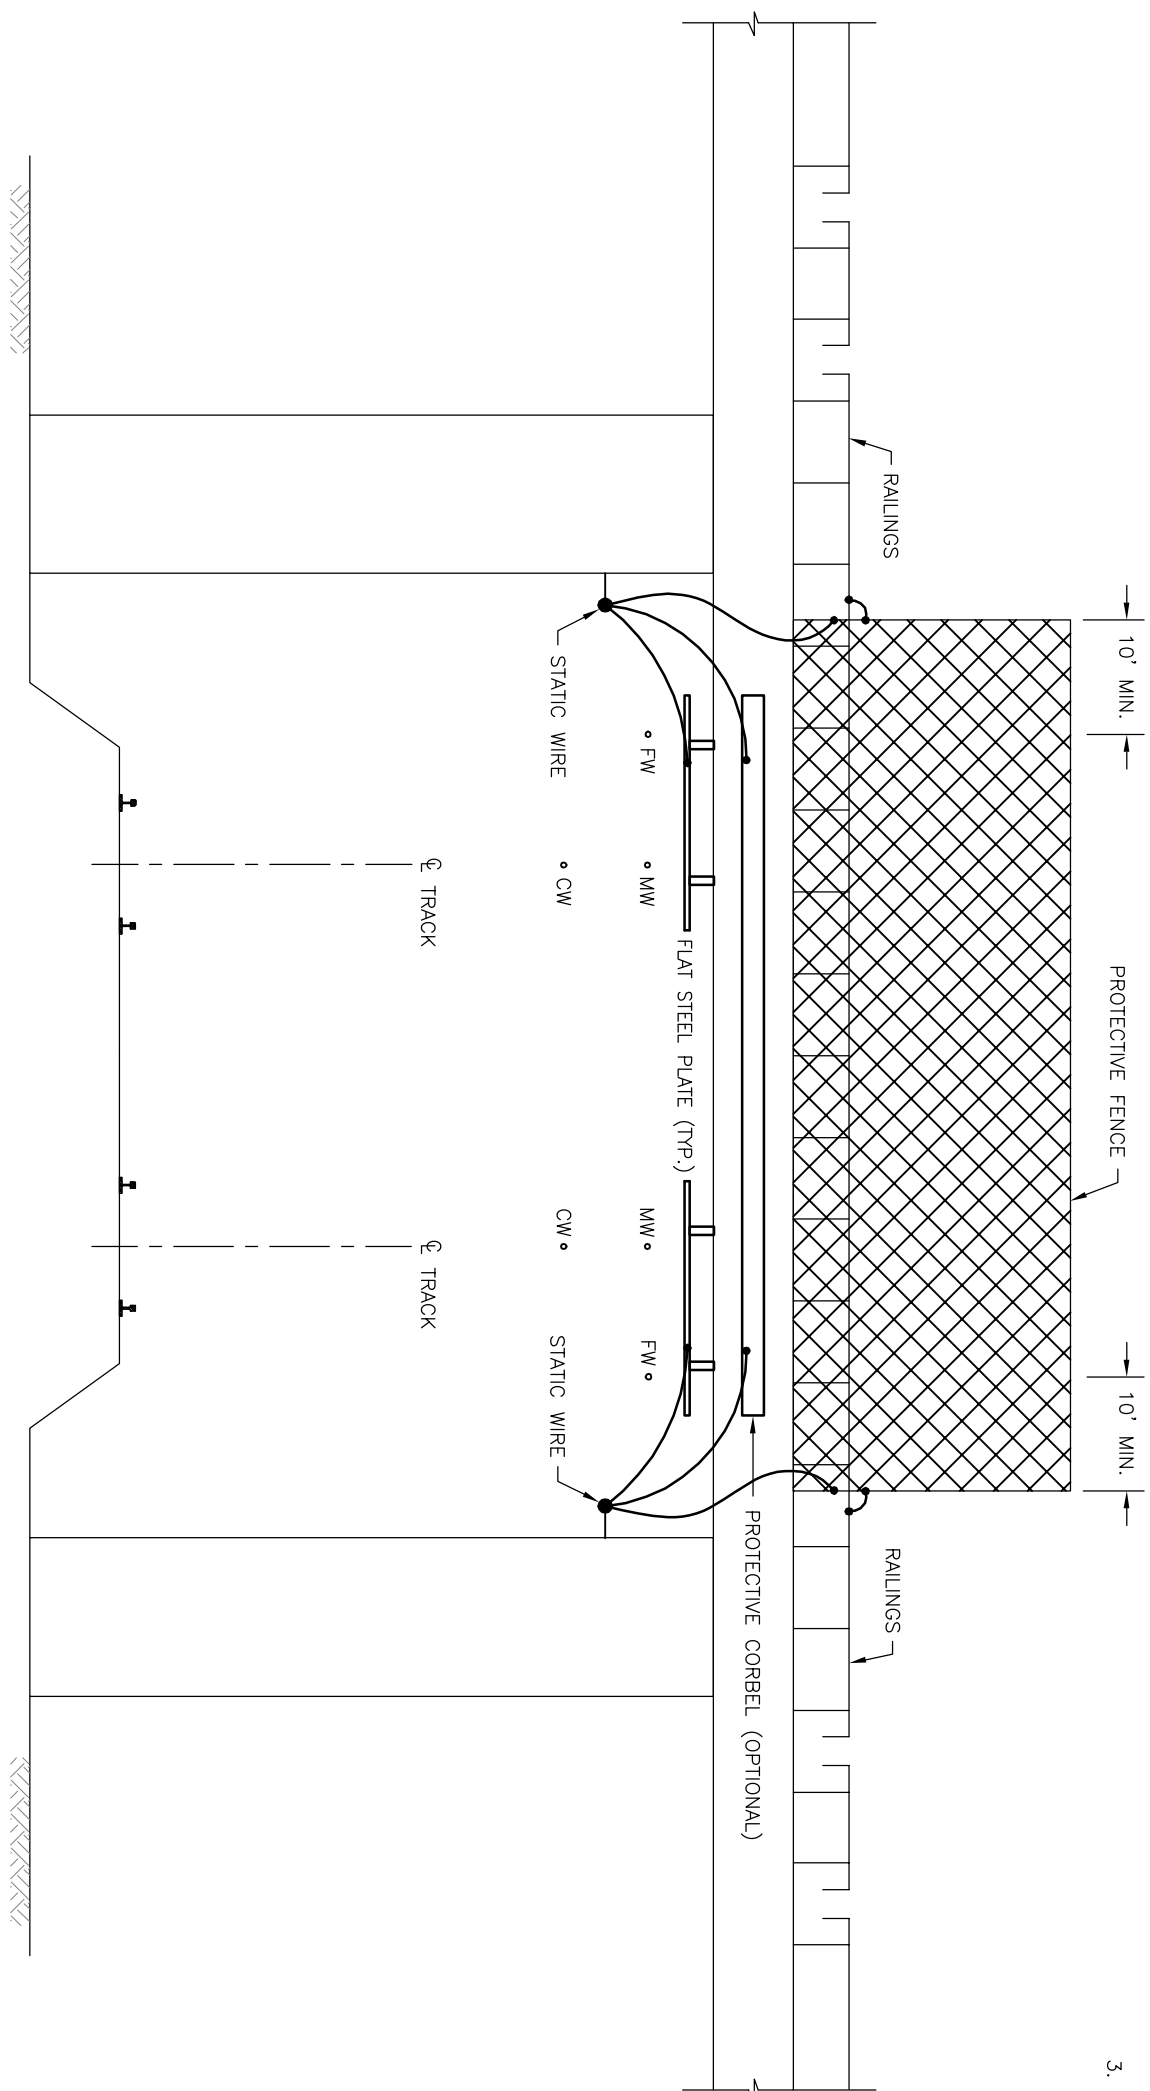 3.
10' MIN.
10' MIN.
PROTECTIVE FENCE
RAILINGS
RAILINGS
PROTECTIVE CORBEL (OPTIONAL)
FLAT STEEL PLATE (TYP.)
FW
MW
MW
FW
STATIC WIRE
CW
CW
STATIC WIRE
℄ TRACK
℄ TRACK